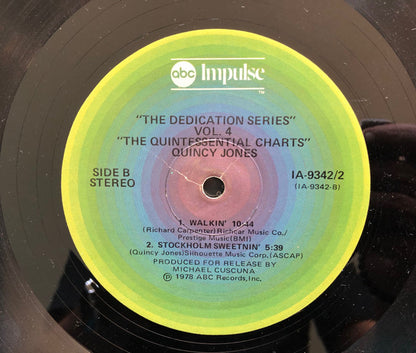 abc Impulse
TM
"THE DEDICATION SERIES"
VOL. 4
"THE QUINTESSENTIAL CHARTS"
QUINCY JONES
SIDE B
STEREO
IA-9342/2
(IA-9342-B)
1. WALKIN' 10:44
(Richard Carpenter) Richcar Music Co./
Prestige Music (BMI)
2. STOCKHOLM SWEETNIN' 5:39
(Quincy Jones) Silhouette Music Corp. (ASCAP)
PRODUCED FOR RELEASE BY
MICHAEL CUSCUNA
Ⓟ 1978 ABC Records, Inc.